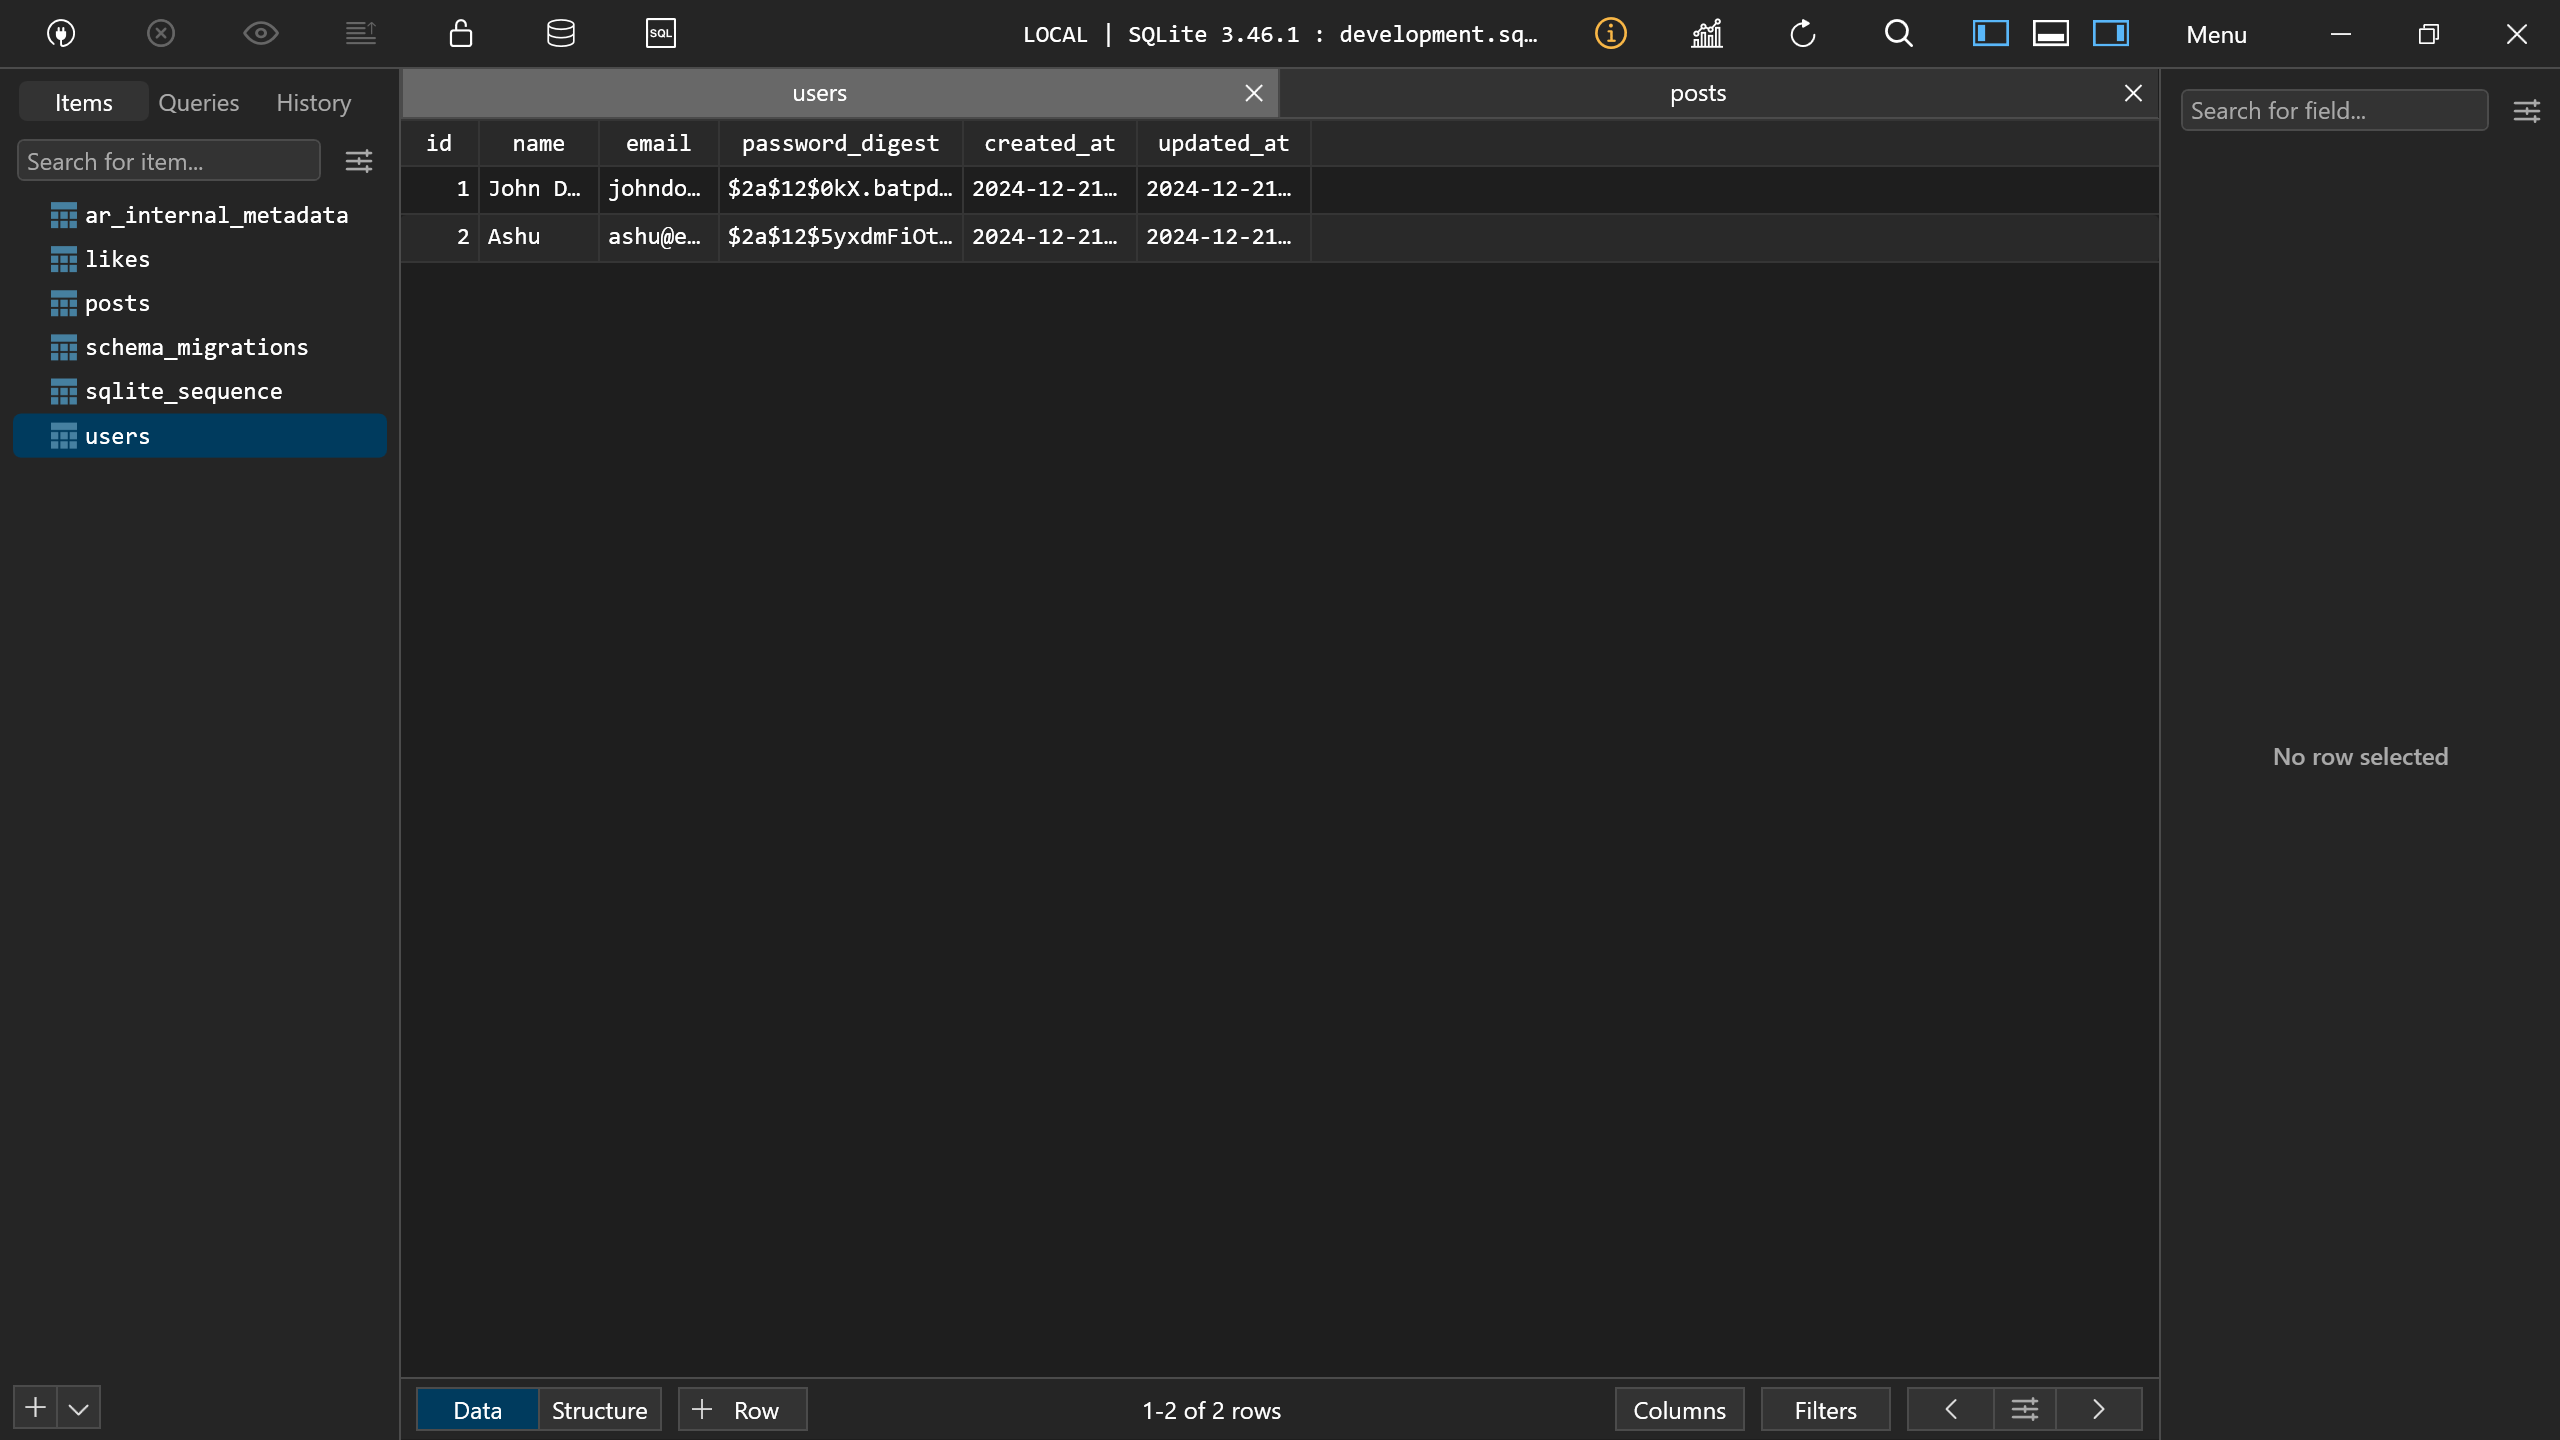 SQL
LOCAL | SQLite 3.46.1 : development.sq...
Menu
Items Queries History
users
posts
Search for field...
Search for item...
id name email password_digest created_at updated_at
1 John D... johndo... $2a$12$0kX.batpd... 2024-12-21... 2024-12-21...
2 Ashu ashu@e... $2a$12$5yxdmFiOt... 2024-12-21... 2024-12-21...
ar_internal_metadata
likes
posts
schema_migrations
sqlite_sequence
users
No row selected
Data Structure + Row 1-2 of 2 rows Columns Filters